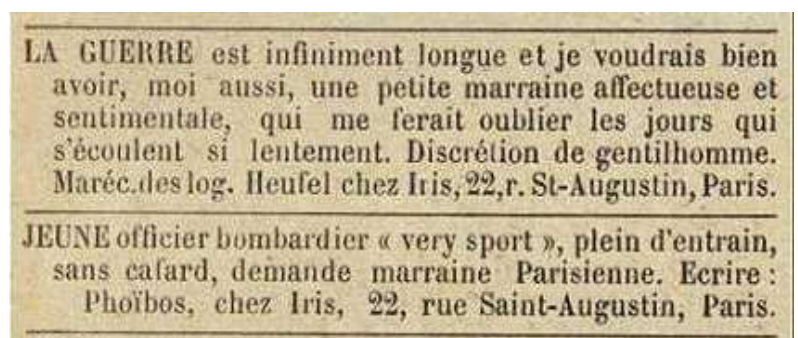 LA GUERRE est infiniment longue et je voudrais bien
avoir, moi aussi, une petite marraine affectueuse et
sentimentale, qui me ferait oublier les jours qui
s'écoulent si lentement. Discrétion de gentilhomme.
Maréc.des log. Heufel chez Iris, 22,r. St-Augustin, Paris.
JEUNE officier bombardier « very sport », plein d'entrain,
sans cafard, demande marraine Parisienne. Ecrire :
Phoïbos, chez Iris, 22, rue Saint-Augustin, Paris.